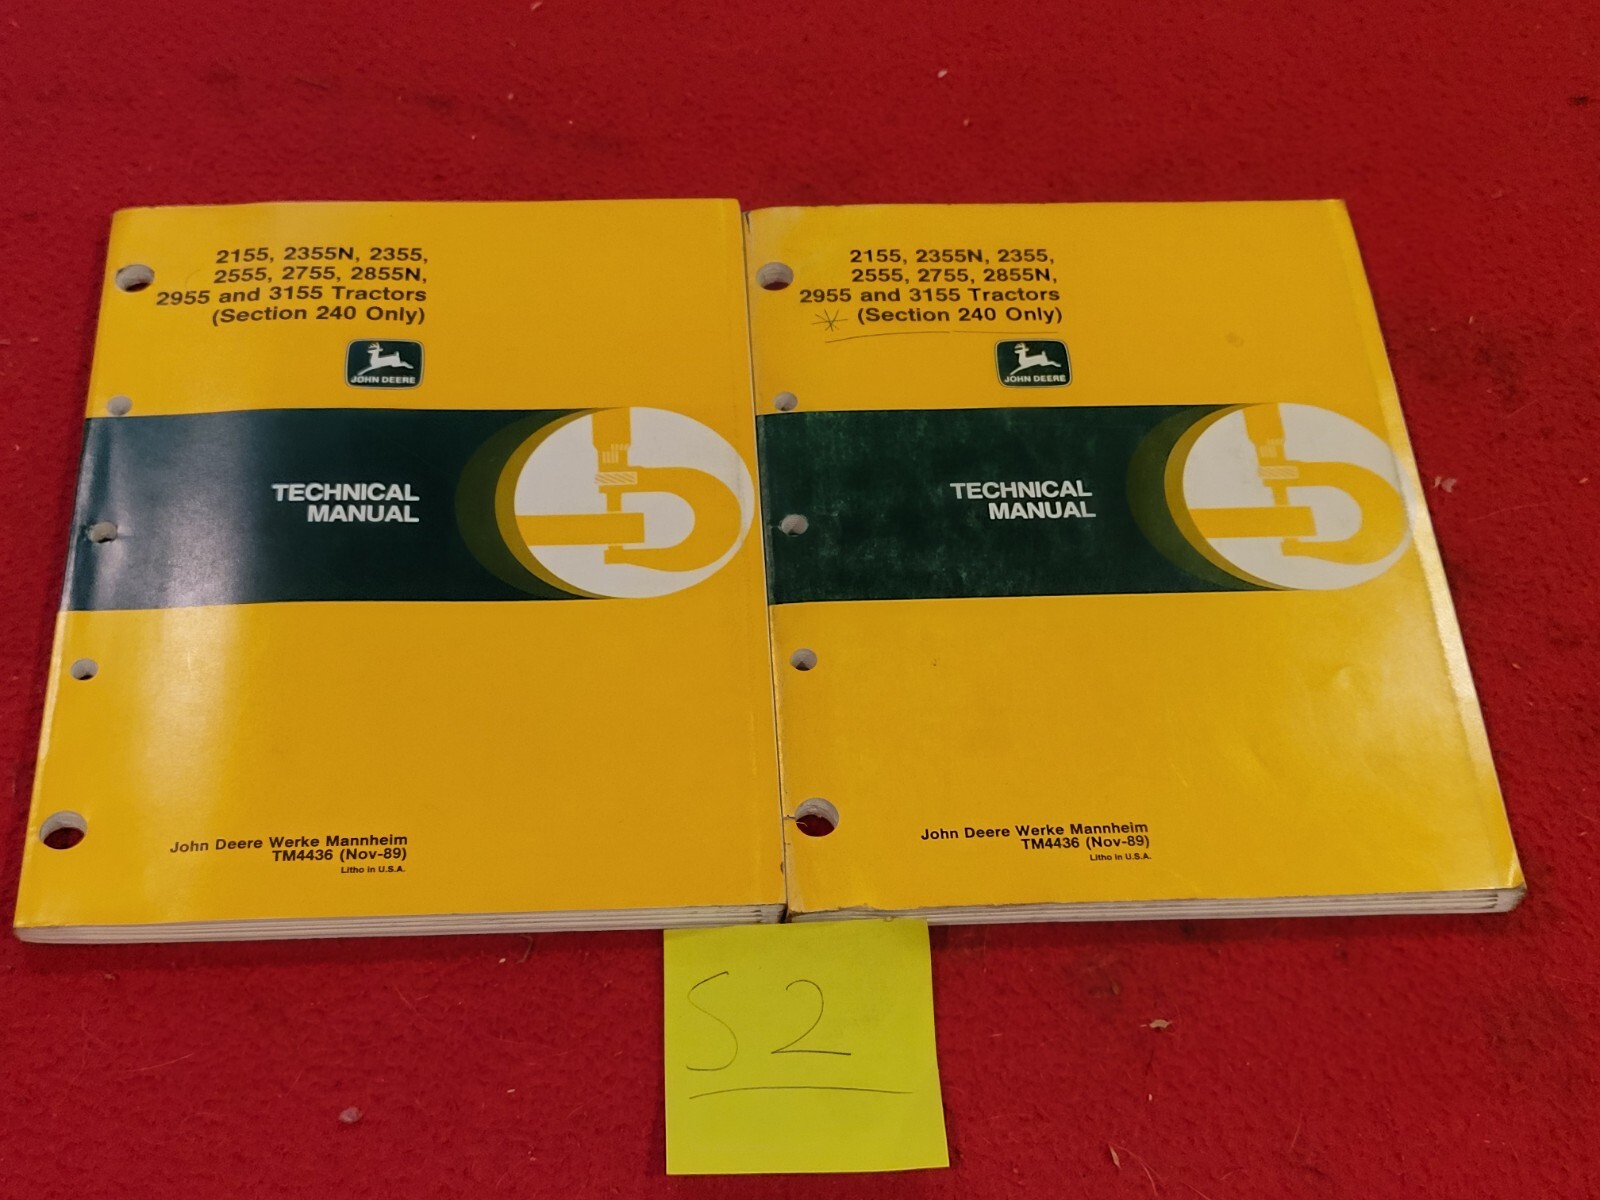 2155, 2355N, 2355,
2555, 2755, 2855N,
2955 and 3155 Tractors
(Section 240 Only)
JOHN DEERE
TECHNICAL
MANUAL
John Deere Werke Mannheim
TM4436 (Nov-89)
Litho in U.S.A.
2155, 2355N, 2355,
2555, 2755, 2855N,
2955 and 3155 Tractors
(Section 240 Only)
JOHN DEERE
TECHNICAL
MANUAL
John Deere Werke Mannheim
TM4436 (Nov-89)
Litho in U.S.A.
S2